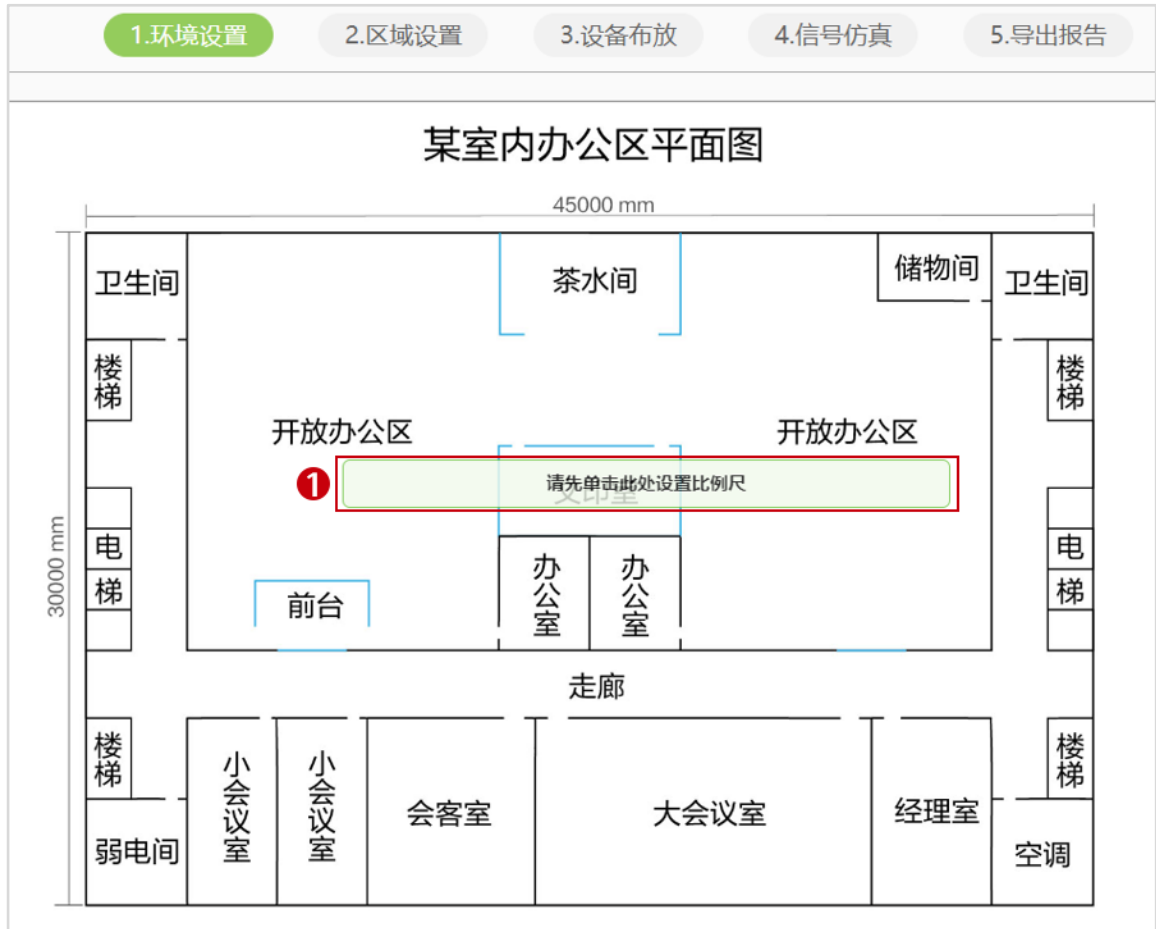 1.环境设置 2.区域设置 3.设备布放 4.信号仿真 5.导出报告
某室内办公区平面图
45000 mm
卫生间 茶水间 储物间 卫生间
楼梯 楼梯
开放办公区 开放办公区
1 请先单击此处设置比例尺
文印室
30000 mm
电梯 前台 办公室 办公室 电梯
走廊
楼梯 楼梯
小会议室 小会议室 会客室 大会议室 经理室
弱电间 空调